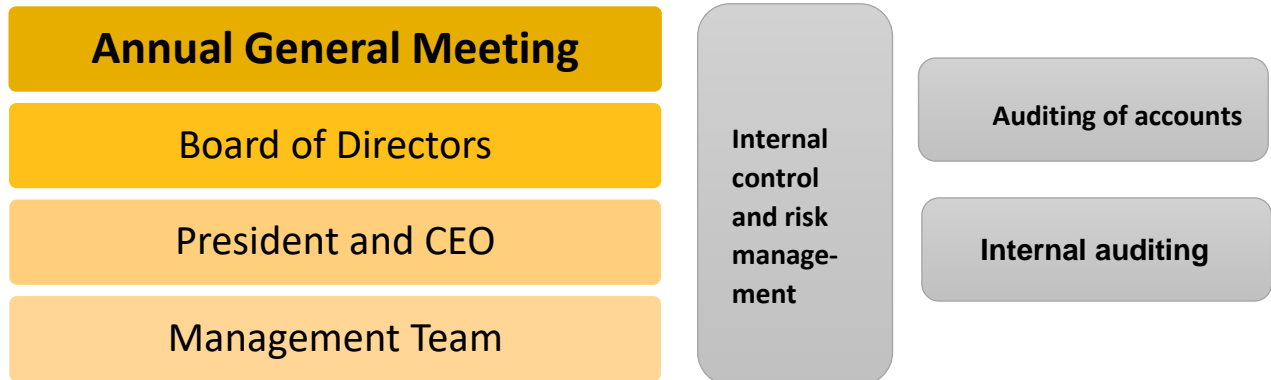 Annual General Meeting
Board of Directors
President and CEO
Management Team
Internal
control
and risk
manage-
ment
Auditing of accounts
Internal auditing